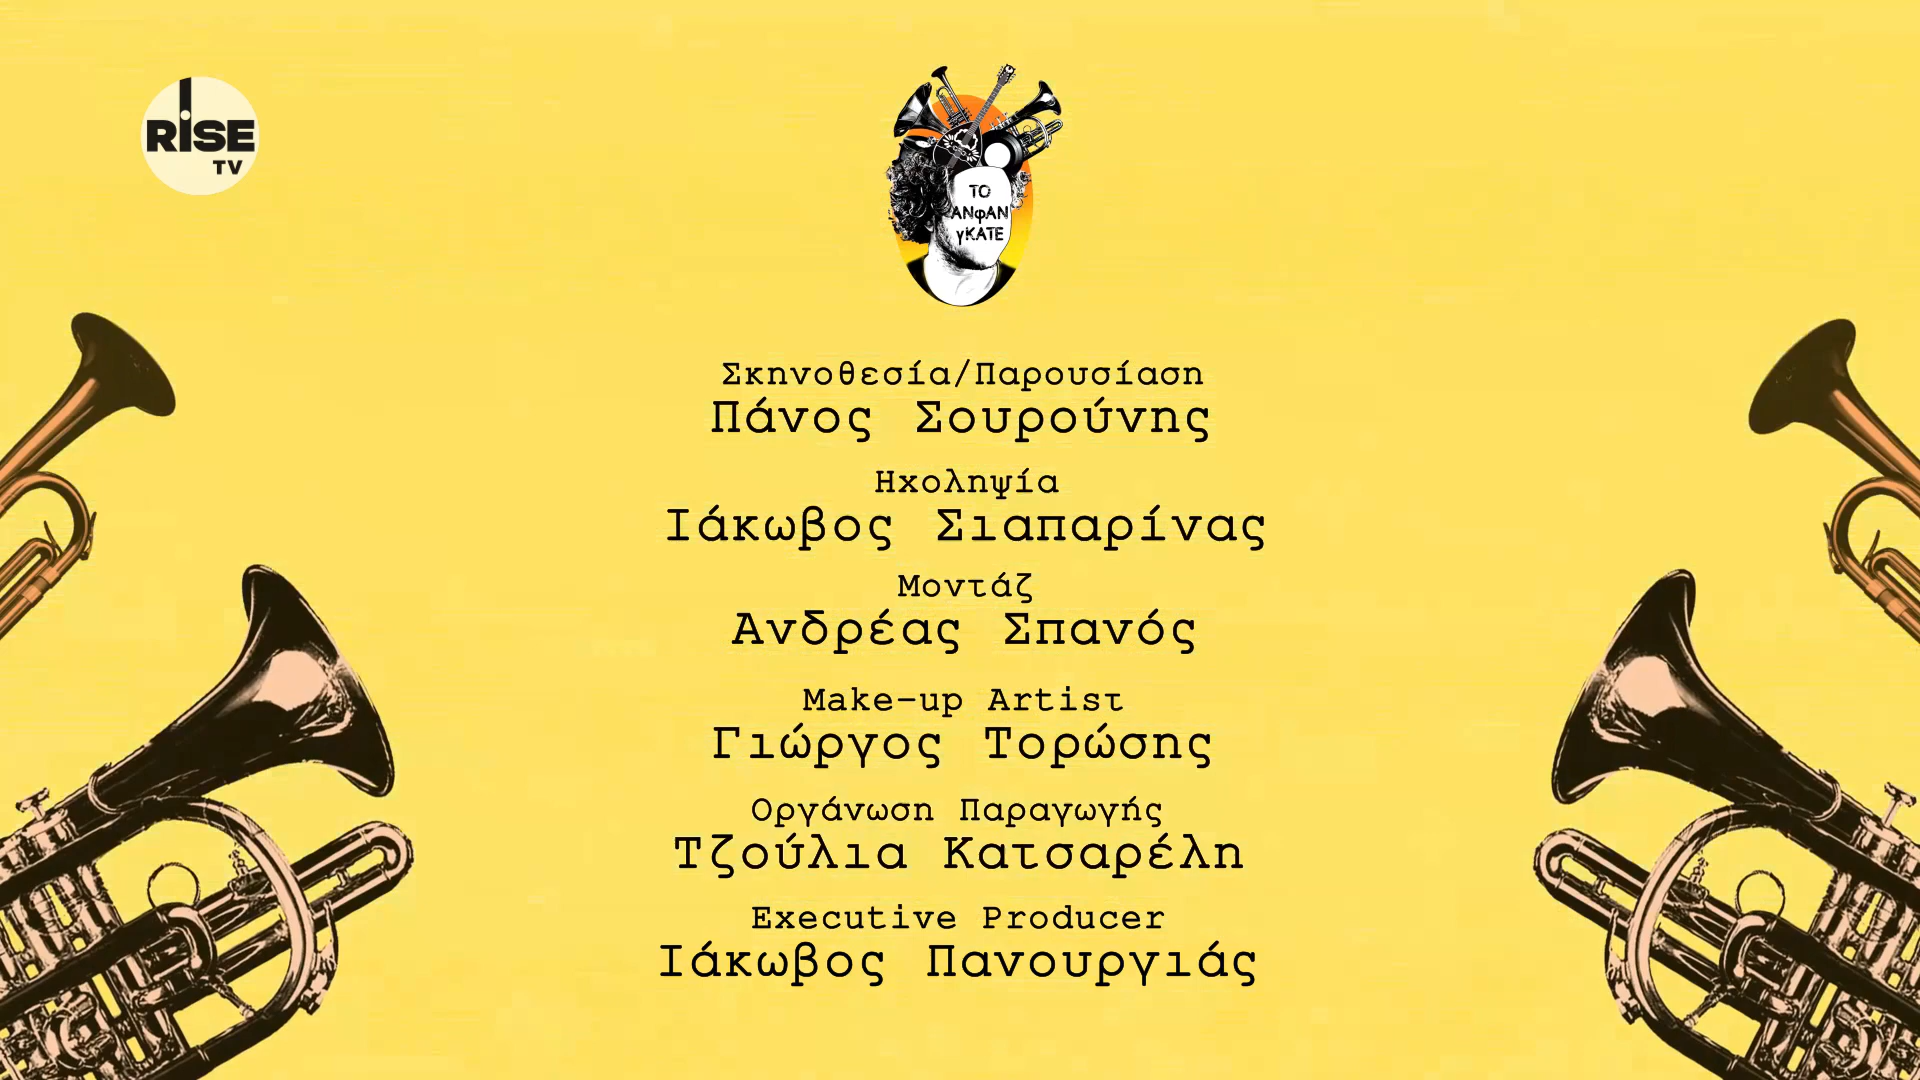 RiSE
TV
ΤΟ
ΑΝφΑΝ
γΚΑΤΕ
Σκηνοθεσία/Παρουσίαση
Πάνος Σουρούνης
Ηχοληψία
Ιάκωβος Σιαπαρίνας
Μοντάζ
Ανδρέας Σπανός
Make-up Artist
Γιώργος Τορώσης
Οργάνωση Παραγωγής
Τζούλια Κατσαρέλη
Executive Producer
Ιάκωβος Πανουργιάς